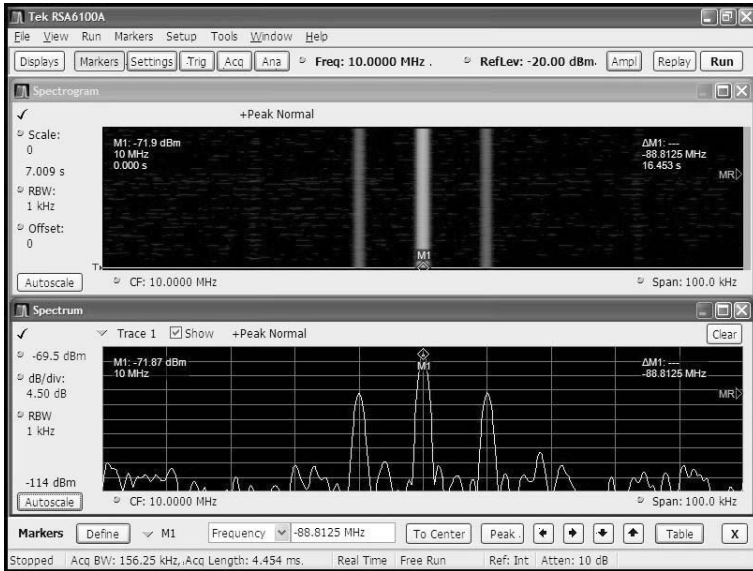 Tek RSA6100A
File View Run Markers Setup Tools Window Help
Displays Markers Settings Trig Acq Ana Freq: 10.0000 MHz RefLev: -20.00 dBm Ampl Replay Run
Spectrogram
+Peak Normal
Scale:
0
7.009 s
RBW:
1 kHz
Offset:
0
Autoscale
M1: -71.9 dBm
10 MHz
0.000 s
ΔM1: ---
-88.8125 MHz
16.453 s
MR
M1
CF: 10.0000 MHz Span: 100.0 kHz
Spectrum
Trace 1 Show +Peak Normal Clear
-69.5 dBm
dB/div:
4.50 dB
RBW
1 kHz
-114 dBm
Autoscale
M1: -71.87 dBm
10 MHz
M1
ΔM1: ---
-88.8125 MHz
MR
CF: 10.0000 MHz Span: 100.0 kHz
Markers Define M1 Frequency -88.8125 MHz To Center Peak Table X
Stopped Acq BW: 156.25 kHz, Acq Length: 4.454 ms. Real Time Free Run Ref: Int Atten: 10 dB